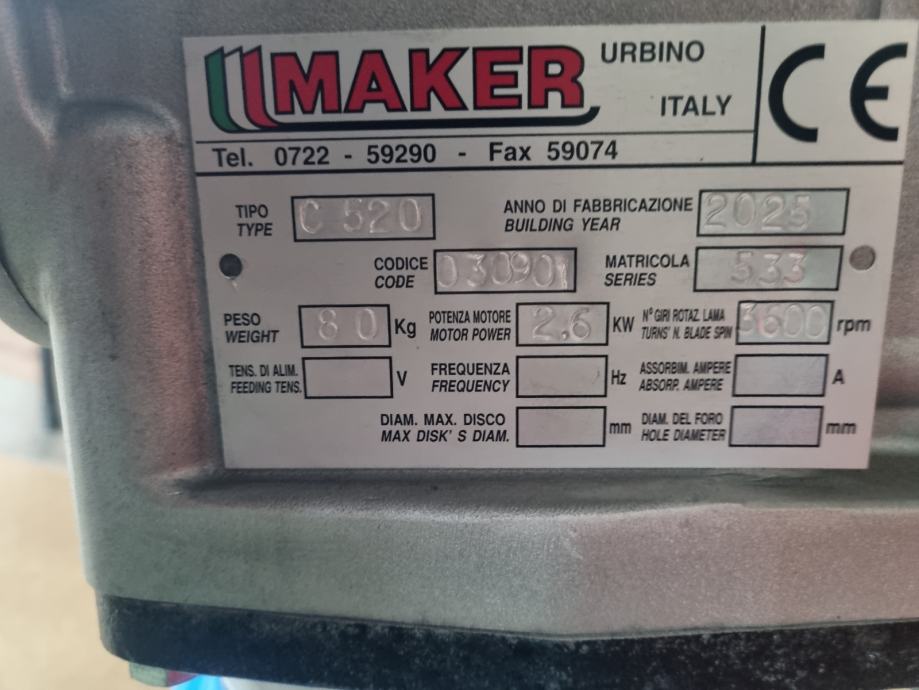 MAKER URBINO ITALY CE
Tel. 0722 - 59290 - Fax 59074
TIPO C 520 ANNO DI FABBRICAZIONE 2025
TYPE BUILDING YEAR
CODICE 030901 MATRICOLA 533
CODE SERIES
PESO 80 Kg POTENZA MOTORE 2.6 KW N° GIRI ROTAZ. LAMA 3600 rpm
WEIGHT MOTOR POWER TURNS' N. BLADE SPIN
TENS. DI ALIM. V FREQUENZA Hz ASSORBIM. AMPERE A
FEEDING TENS. FREQUENCY ABSORP. AMPERE
DIAM. MAX. DISCO mm DIAM. DEL FORO mm
MAX DISK' S DIAM. HOLE DIAMETER